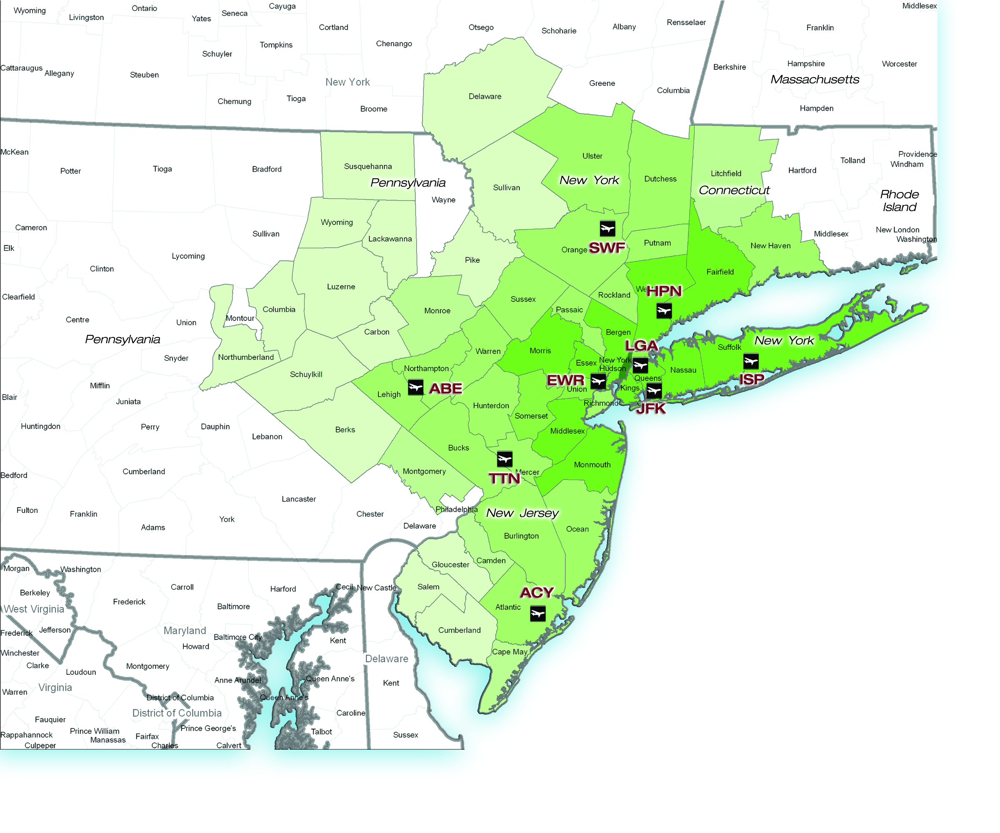 Wyoming
Livingston
Ontario
Yates
Seneca
Cayuga
Cortland
Otsego
Schoharie
Albany
Rensselaer
Franklin
Middlesex
Cattaraugus
Allegany
Steuben
Schuyler
Tompkins
Chenango
Berkshire
Hampshire
Worcester
Massachusetts
New York
Chemung
Tioga
Broome
Delaware
Greene
Columbia
Hampden
McKean
Potter
Tioga
Bradford
Susquehanna
Pennsylvania
Wayne
Sullivan
Ulster
New York
Dutchess
Litchfield
Connecticut
Hartford
Tolland
Providence
Windham
Rhode
Island
Cameron
Elk
Sullivan
Wyoming
Lackawanna
Lycoming
Clinton
Pike
Orange
SWF
Putnam
New Haven
Middlesex
New London
Washington
Fairfield
Clearfield
Centre
Union
Montour
Columbia
Luzerne
Monroe
Sussex
Passaic
Rockland
We
HPN
Pennsylvania
Snyder
Northumberland
Carbon
Warren
Morris
Bergen
LGA
Suffolk
New York
Schuylkill
Northampton
Essex
New York
Hudson
Nassau
Mifflin
Blair
Juniata
Lehigh
ABE
EWR
Union
Queens
Kings
ISP
Richmond
JFK
Hunterdon
Somerset
Huntingdon
Perry
Dauphin
Lebanon
Berks
Middlesex
Bucks
Monmouth
Bedford
Cumberland
Montgomery
Mercer
TTN
Fulton
Franklin
Adams
York
Lancaster
Chester
Philadelphia
Delaware
New Jersey
Burlington
Ocean
Morgan
Washington
Camden
Gloucester
Berkeley
Carroll
Harford
Cecil
New Castle
Salem
ACY
West Virginia
Frederick
Baltimore
Atlantic
Frederick
Jefferson
Maryland
Baltimore City
Howard
Kent
Cumberland
Winchester
Clarke
Loudoun
Montgomery
Delaware
Cape May
Anne Arundel
Queen Anne's
Kent
Warren
Virginia
District of Columbia
Queen Anne's
District of Columbia
Caroline
Fauquier
Prince William
Prince George's
Talbot
Sussex
Rappahannock
Manassas
Fairfax
Culpeper
Charles
Calvert